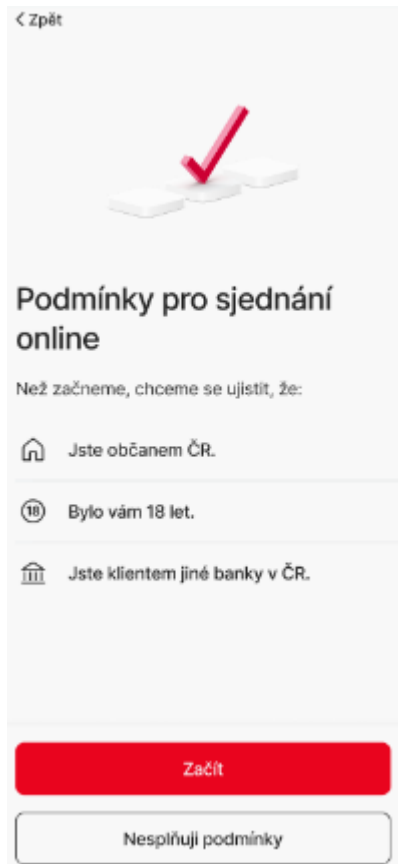 < Zpět
Podmínky pro sjednání
online
Než začneme, chceme se ujistit, že:
Jste občanem ČR.
18 Bylo vám 18 let.
Jste klientem jiné banky v ČR.
Začít
Nesplňuji podmínky